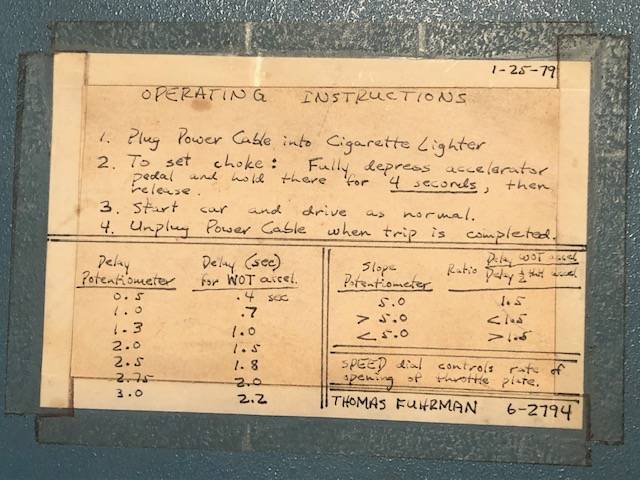 1-25-79
OPERATING INSTRUCTIONS
1. Plug Power Cable into Cigarette Lighter
2. To set choke: Fully depress accelerator
pedal and hold there for 4 seconds, then
release.
3. Start car and drive as normal.
4. Unplug Power Cable when trip is completed.
Delay Delay (sec)
Potentiometer for WOT accel.
0.5 .4 sec
1.0 .7
1.3 1.0
2.0 1.5
2.5 1.8
2.75 2.0
3.0 2.2
Slope Ratio Delay WOT accel
Potentiometer Delay ½ thrt accel
5.0 1.5
> 5.0 < 1.5
< 5.0 > 1.5
SPEED dial controls rate of
opening of throttle plate.
THOMAS FUHRMAN 6-2794